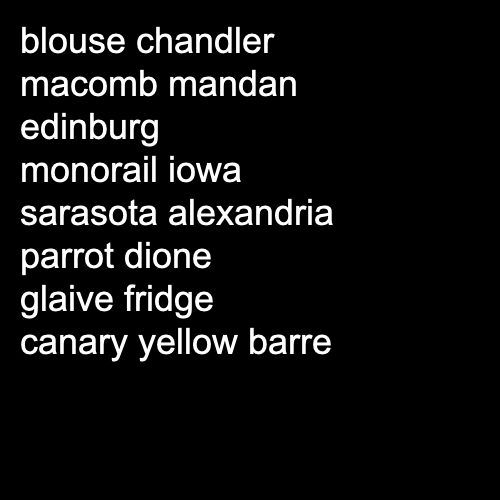 blouse chandler
macomb mandan
edinburg
monorail iowa
sarasota alexandria
parrot dione
glaive fridge
canary yellow barre